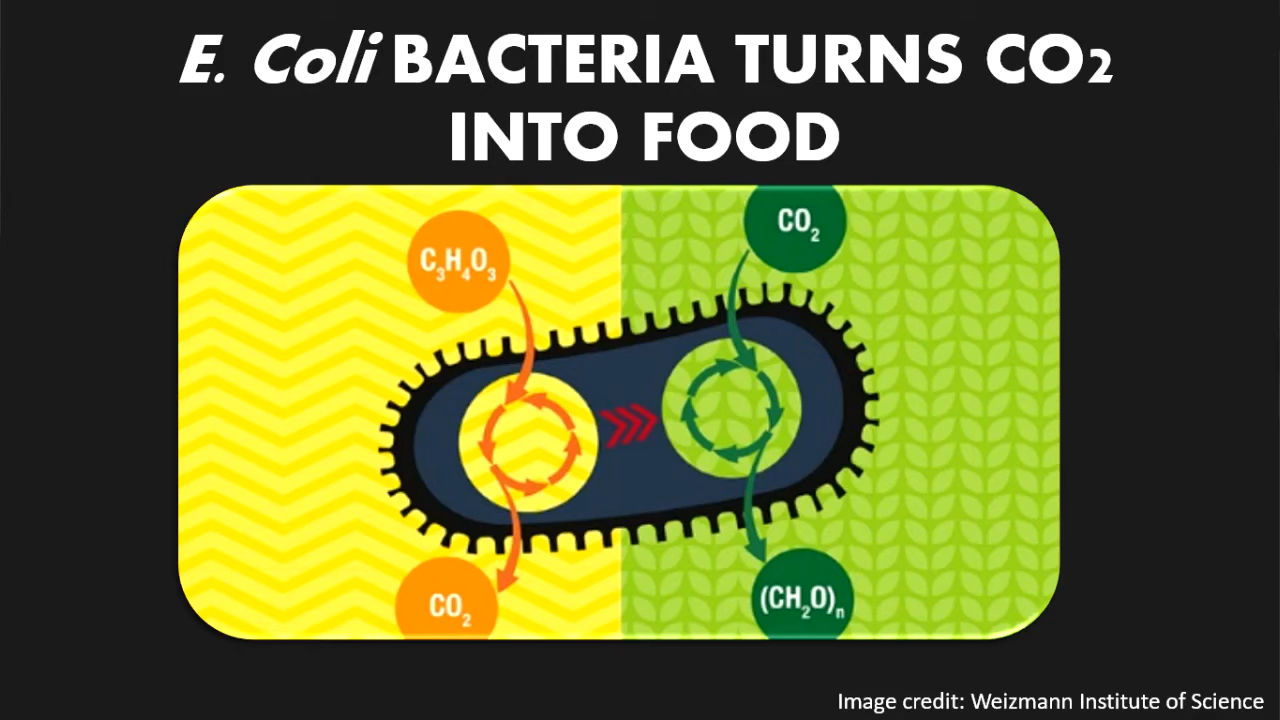 E. Coli BACTERIA TURNS CO₂
INTO FOOD
CO₂
C₃H₄O₃
CO₂
(CH₂O)ₙ
Image credit: Weizmann Institute of Science